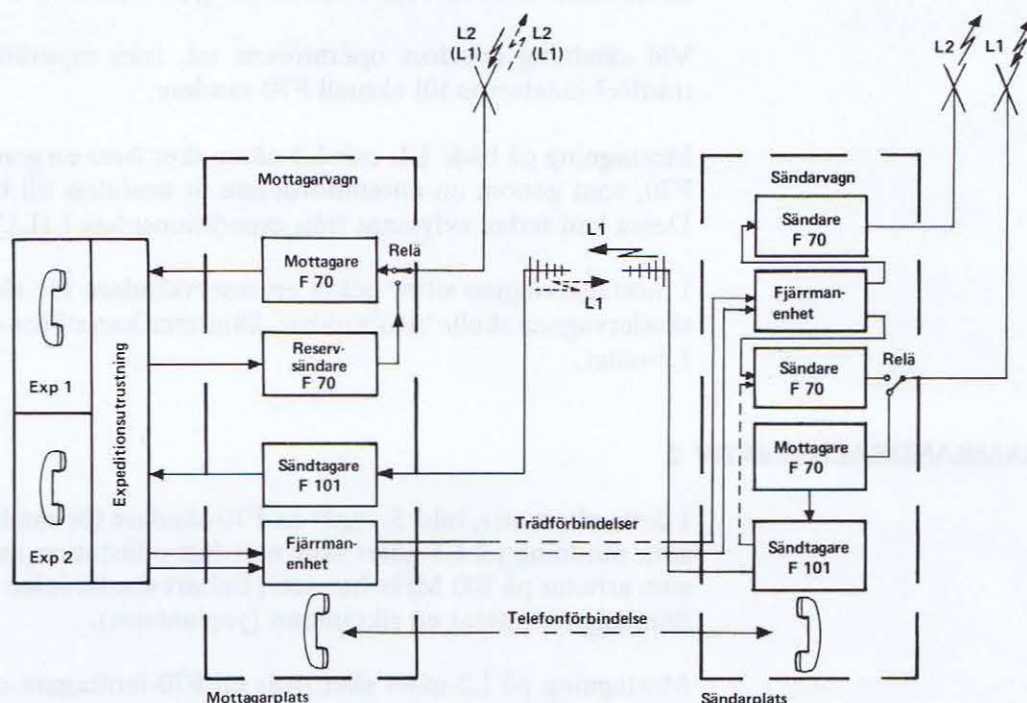 L2
(L1)
L2
(L1)
L2
L1
Mottagarvagn
Sändarvagn
Sändare
F 70
Mottagare
F 70
Relä
L1
L1
Fjärrman-
enhet
Reserv-
sändare
F 70
Sändare
F 70
Relä
Exp 1
Expeditionsutrustning
Mottagare
F 70
Sändtagare
F 101
Trådförbindelser
Sändtagare
F 101
Exp 2
Fjärrman-
enhet
Telefonförbindelse
Mottagarplats
Sändarplats